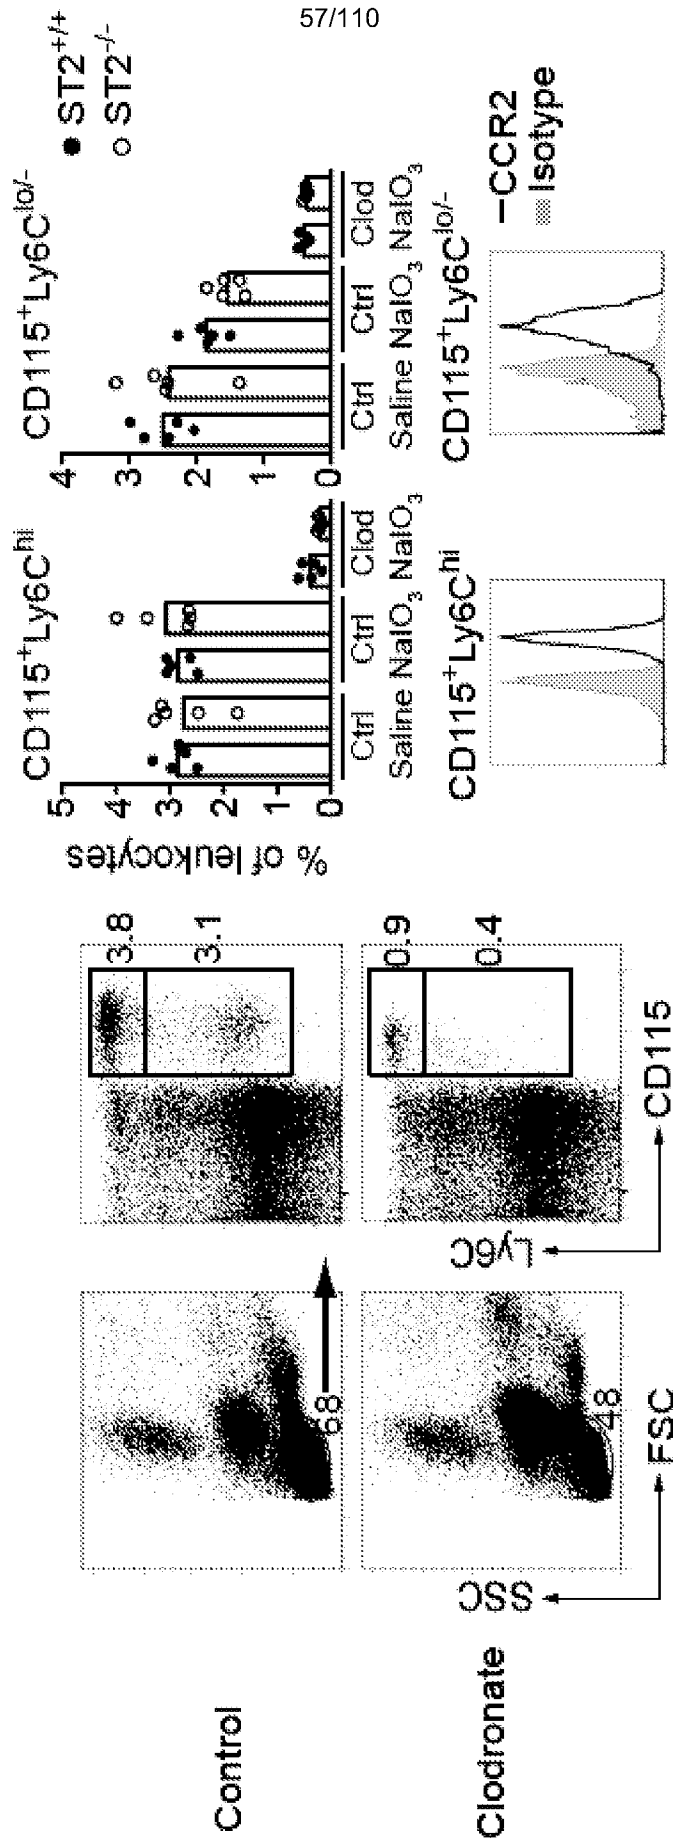 57/110
Control
Clodronate
SSC
FSC
68
48
Ly6C
CD115
3.8
3.1
0.9
0.4
% of leukocytes
CD115+Ly6Chi
5
4
3
2
1
0
Ctrl Ctrl Clod
Saline NaIO3 NaIO3
CD115+Ly6Clo/-
4
3
2
1
0
Ctrl Ctrl Clod
Saline NaIO3 NaIO3
● ST2+/+
○ ST2-/-
CD115+Ly6Chi
CD115+Ly6Clo/-
–CCR2
Isotype